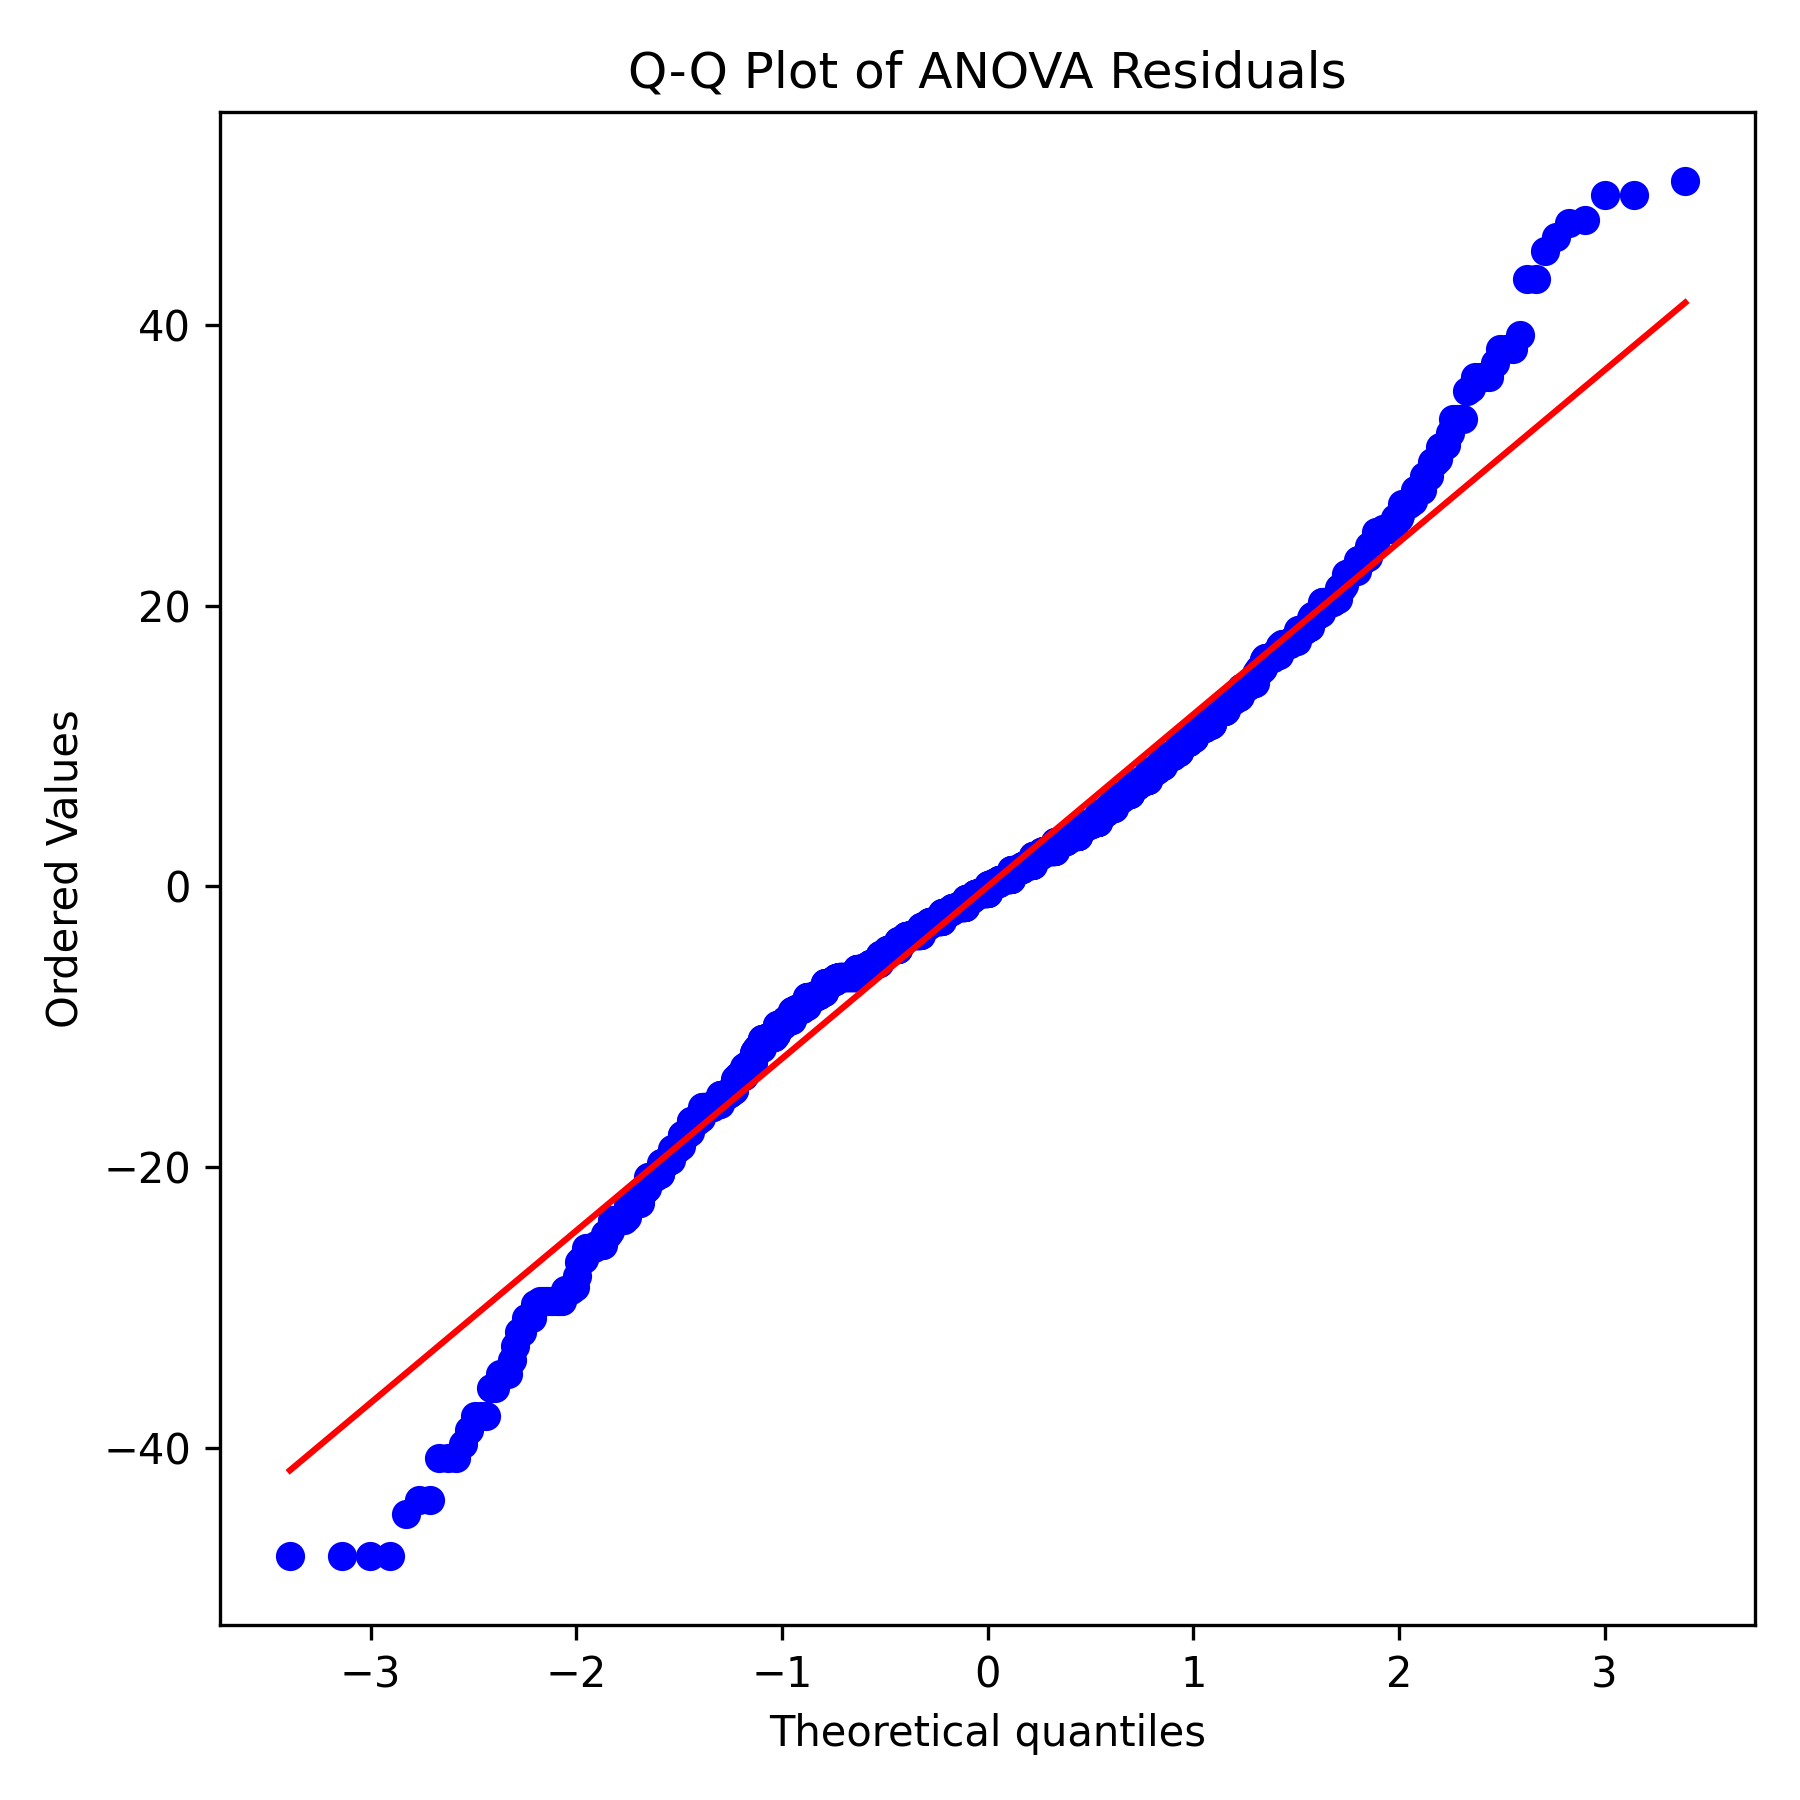 Q-Q Plot of ANOVA Residuals
40
20
0
−20
−40
Ordered Values
−3 −2 −1 0 1 2 3
Theoretical quantiles